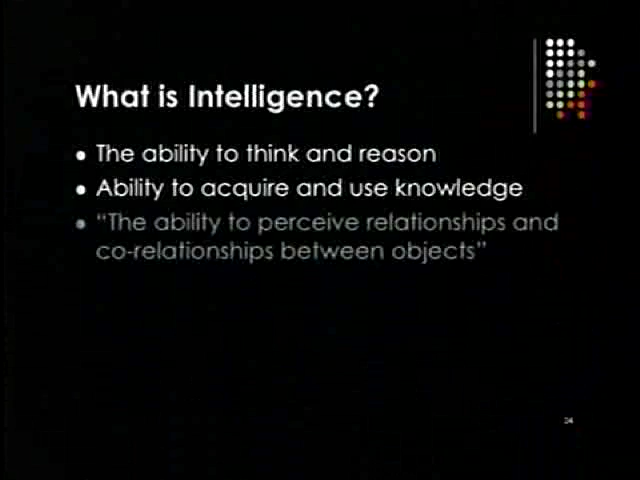 What is Intelligence?
● The ability to think and reason
● Ability to acquire and use knowledge
● “The ability to perceive relationships and
co-relationships between objects”
24